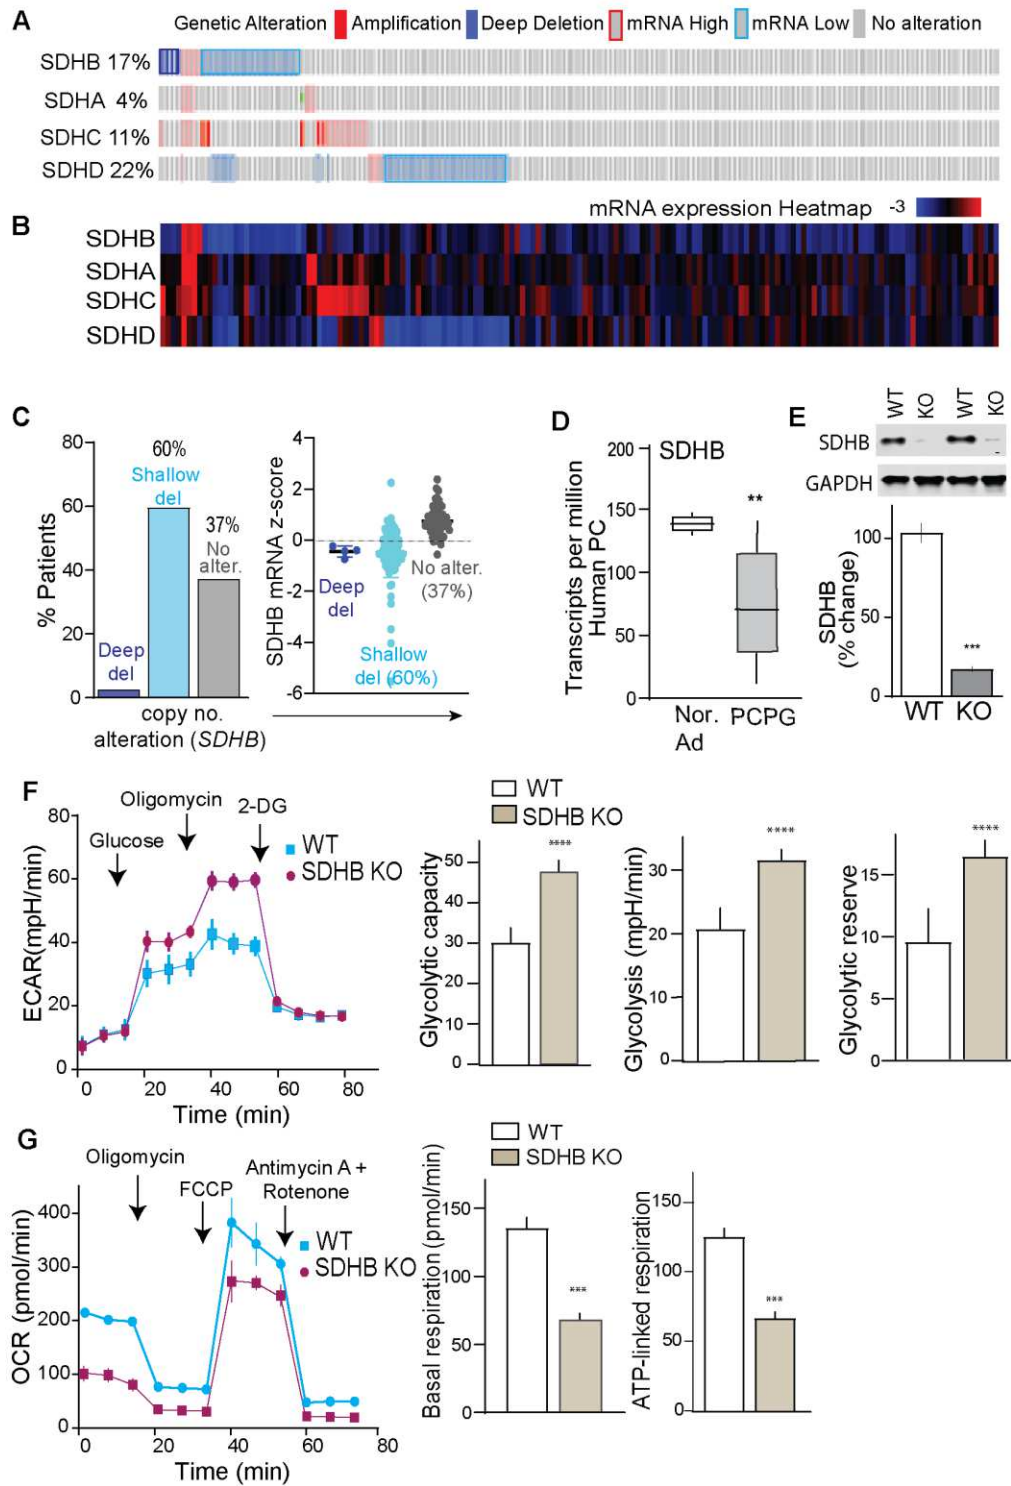 A
Genetic Alteration Amplification Deep Deletion mRNA High mRNA Low No alteration
SDHB 17%
SDHA 4%
SDHC 11%
SDHD 22%
mRNA expression Heatmap -3
B
SDHB
SDHA
SDHC
SDHD
C
% Patients
80
60
40
20
0
60%
Shallow
del
37%
No
alter.
Deep
del
copy no.
alteration (SDHB)
SDHB mRNA z-score
4
2
0
-2
-4
-6
Deep
del
No alter.
(37%)
Shallow
del (60%)
D
SDHB
Transcripts per million
Human PC
200
150
100
50
0
**
Nor.
Ad
PCPG
E
WT KO WT KO
SDHB
GAPDH
SDHB
(% change)
100
50
0
***
WT KO
F
ECAR(mpH/min)
80
60
40
20
0
Glucose
Oligomycin
2-DG
WT
SDHB KO
0 20 40 60 80
Time (min)
WT
SDHB KO
Glycolytic capacity
50
40
30
20
10
0
****
Glycolysis (mpH/min)
30
20
10
0
****
Glycolytic reserve
15
10
5
0
****
G
OCR (pmol/min)
400
300
200
100
0
Oligomycin
FCCP
Antimycin A +
Rotenone
WT
SDHB KO
0 20 40 60 80
Time (min)
WT
SDHB KO
Basal respiration (pmol/min)
150
100
50
0
***
ATP-linked respiration
150
100
50
0
***